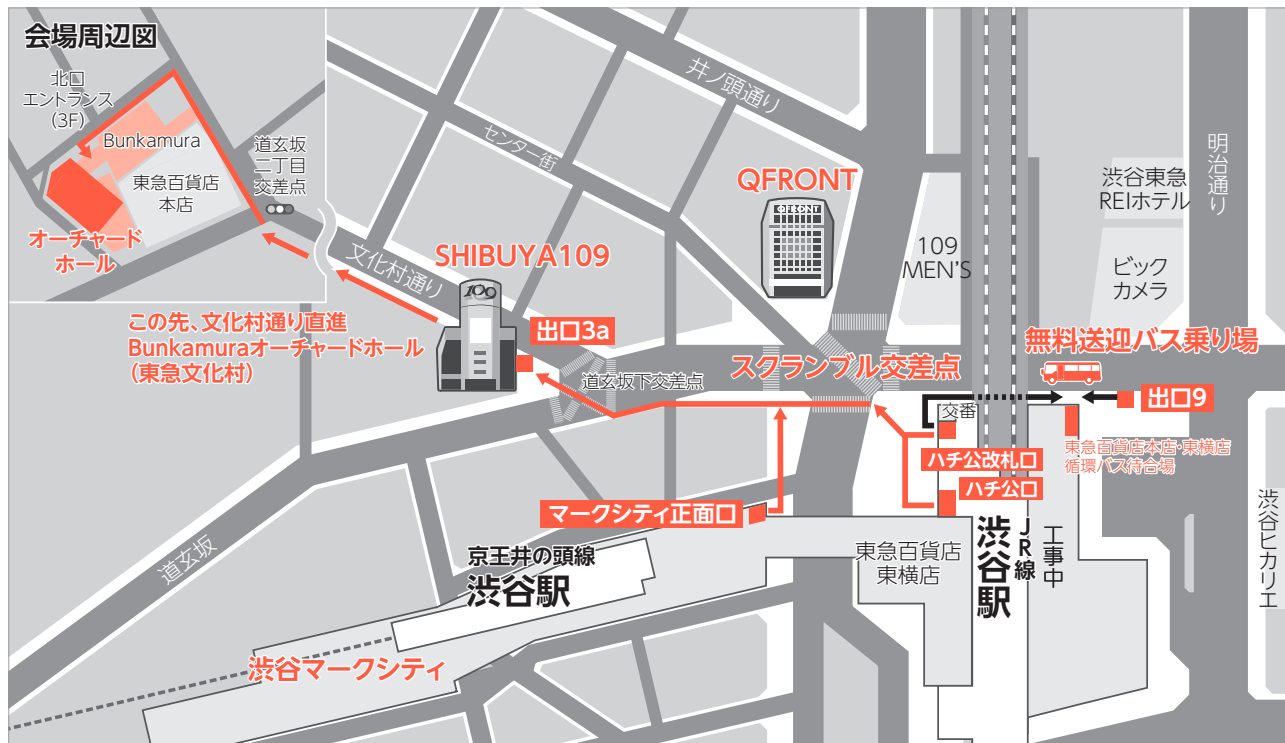 会場周辺図
北口
エントランス
(3F)
Bunkamura
東急百貨店
本店
道玄坂
二丁目
交差点
オーチャード
ホール
井ノ頭通り
センター街
文化村通り
SHIBUYA109
109
出口3a
この先、文化村通り直進
Bunkamuraオーチャードホール
(東急文化村)
道玄坂下交差点
QFRONT
QFRONT
109
MEN'S
スクランブル交差点
明治通り
渋谷東急
REIホテル
ビック
カメラ
無料送迎バス乗り場
出口9
交番
東急百貨店本店・東横店
循環バス待合場
ハチ公改札口
ハチ公口
マークシティ正面口
道玄坂
京王井の頭線
渋谷駅
渋谷マークシティ
東急百貨店
東横店
JR線
渋谷駅
工事中
渋谷ヒカリエ